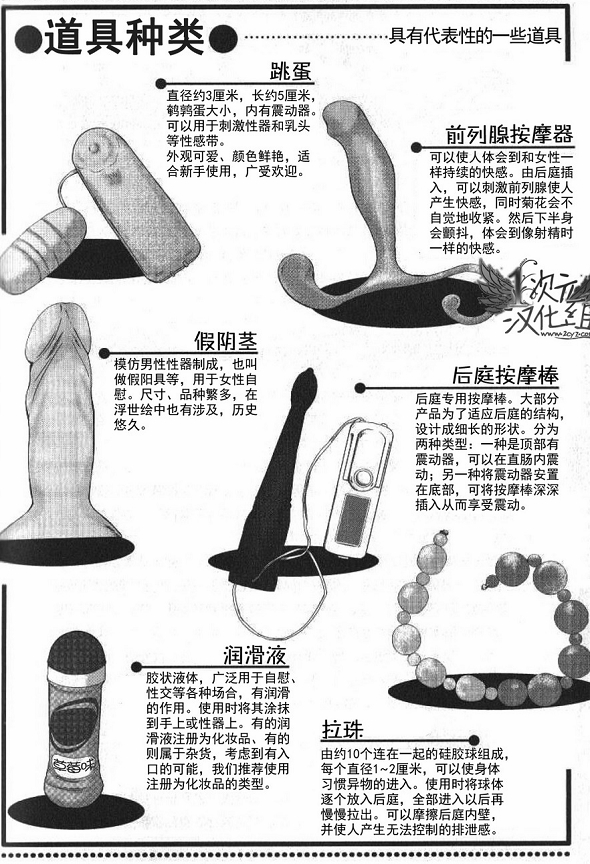 ●道具种类●
具有代表性的一些道具
跳蛋
直径约3厘米，长约5厘米，
鹌鹑蛋大小，内有震动器。
可以用于刺激性器和乳头
等性感带。
外观可爱、颜色鲜艳，适
合新手使用，广受欢迎。
前列腺按摩器
可以使人体会到和女性一
样持续的快感。由后庭插
入，可以刺激前列腺使人
产生快感，同时菊花会不
自觉地收紧。然后下半身
会颤抖，体会到像射精时
一样的快感。
次元
汉化组
www.2cyz.com
假阴茎
模仿男性性器制成，也叫
做假阳具等，用于女性自
慰。尺寸、品种繁多，在
浮世绘中也有涉及，历史
悠久。
后庭按摩棒
后庭专用按摩棒。大部分
产品为了适应后庭的结构，
设计成细长的形状。分为
两种类型：一种是顶部有
震动器，可以在直肠内震
动；另一种将震动器安置
在底部，可将按摩棒深深
插入从而享受震动。
润滑液
胶状液体，广泛用于自慰、
性交等各种场合，有润滑
的作用。使用时将其涂抹
到手上或性器上。有的润
滑液注册为化妆品、有的
则属于杂货，考虑到有入
口的可能，我们推荐使用
注册为化妆品的类型。
草莓味
拉珠
由约10个连在一起的硅胶球组成，
每个直径1~2厘米，可以使身体
习惯异物的进入。使用时将球体
逐个放入后庭，全部进入以后再
慢慢拉出。可以摩擦后庭内壁，
并使人产生无法控制的排泄感。